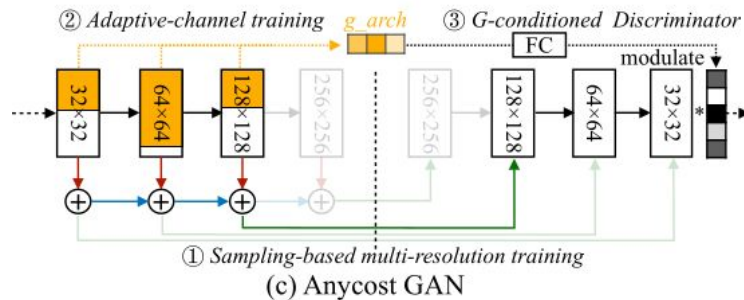 ② Adaptive-channel training
g_arch
③ G-conditioned Discriminator
FC
modulate
32×32
64×64
128×128
256×256
256×256
128×128
64×64
32×32
*
① Sampling-based multi-resolution training
(c) Anycost GAN